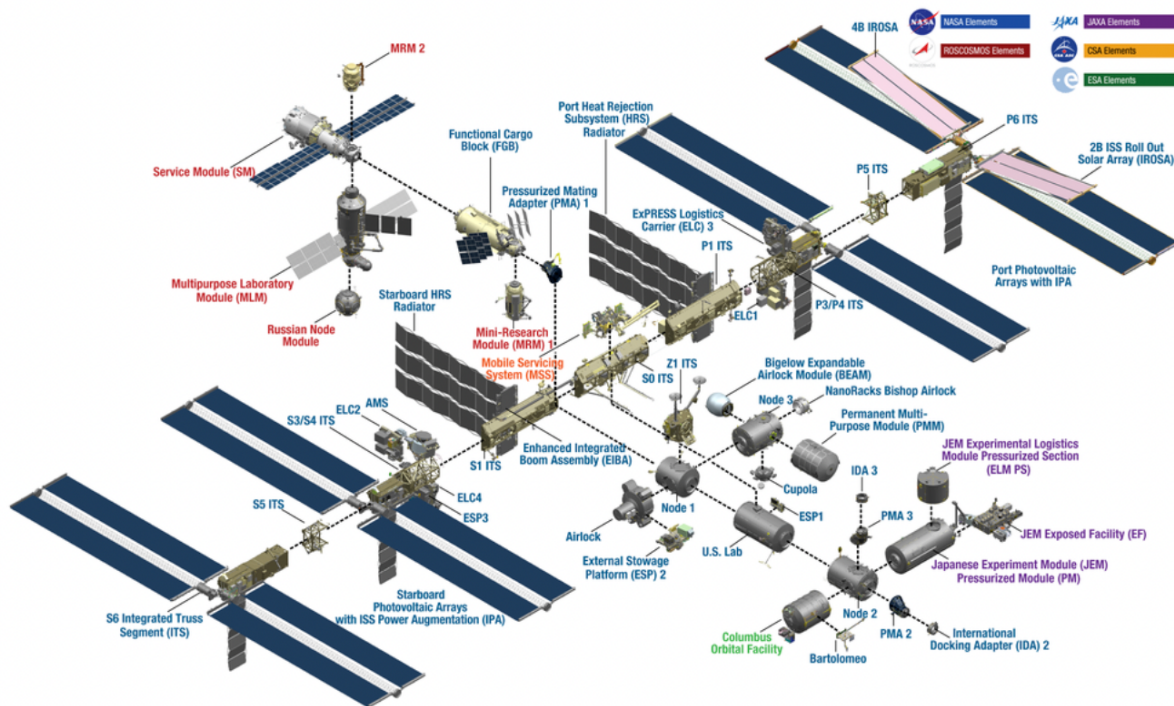 4B IROSA
NASA
NASA Elements
JAXA
JAXA Elements
ROSCOSMOS
ROSCOSMOS Elements
CSA Elements
esa
ESA Elements
MRM 2
Port Heat Rejection
Subsystem (HRS)
Radiator
P6 ITS
Functional Cargo
Block (FGB)
2B ISS Roll Out
Solar Array (IROSA)
Service Module (SM)
P5 ITS
Pressurized Mating
Adapter (PMA) 1
ExPRESS Logistics
Carrier (ELC) 3
P1 ITS
Port Photovoltaic
Arrays with IPA
Multipurpose Laboratory
Module (MLM)
Starboard HRS
Radiator
ELC1
P3/P4 ITS
Russian Node
Module
Mini-Research
Module (MRM) 1
Mobile Servicing
System (MSS)
Z1 ITS
Bigelow Expandable
Airlock Module (BEAM)
S0 ITS
NanoRacks Bishop Airlock
Node 3
AMS
ELC2
S3/S4 ITS
Permanent Multi-
Purpose Module (PMM)
JEM Experimental Logistics
Module Pressurized Section
(ELM PS)
S1 ITS
Enhanced Integrated
Boom Assembly (EIBA)
IDA 3
Cupola
ELC4
ESP3
S5 ITS
Node 1
ESP1
PMA 3
Airlock
JEM Exposed Facility (EF)
U.S. Lab
External Stowage
Platform (ESP) 2
Japanese Experiment Module (JEM)
Pressurized Module (PM)
Starboard
Photovoltaic Arrays
with ISS Power Augmentation (IPA)
S6 Integrated Truss
Segment (ITS)
Node 2
Columbus
Orbital Facility
PMA 2
International
Docking Adapter (IDA) 2
Bartolomeo